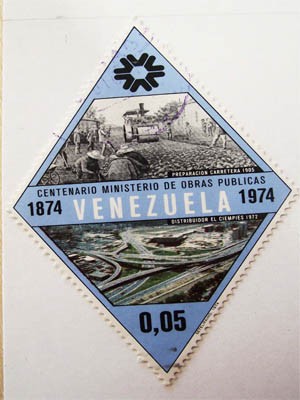 PREPARACION CARRETERA 1905
CENTENARIO MINISTERIO DE OBRAS PUBLICAS
1874 VENEZUELA 1974
DISTRIBUIDOR EL CIEMPIES 1972
0,05